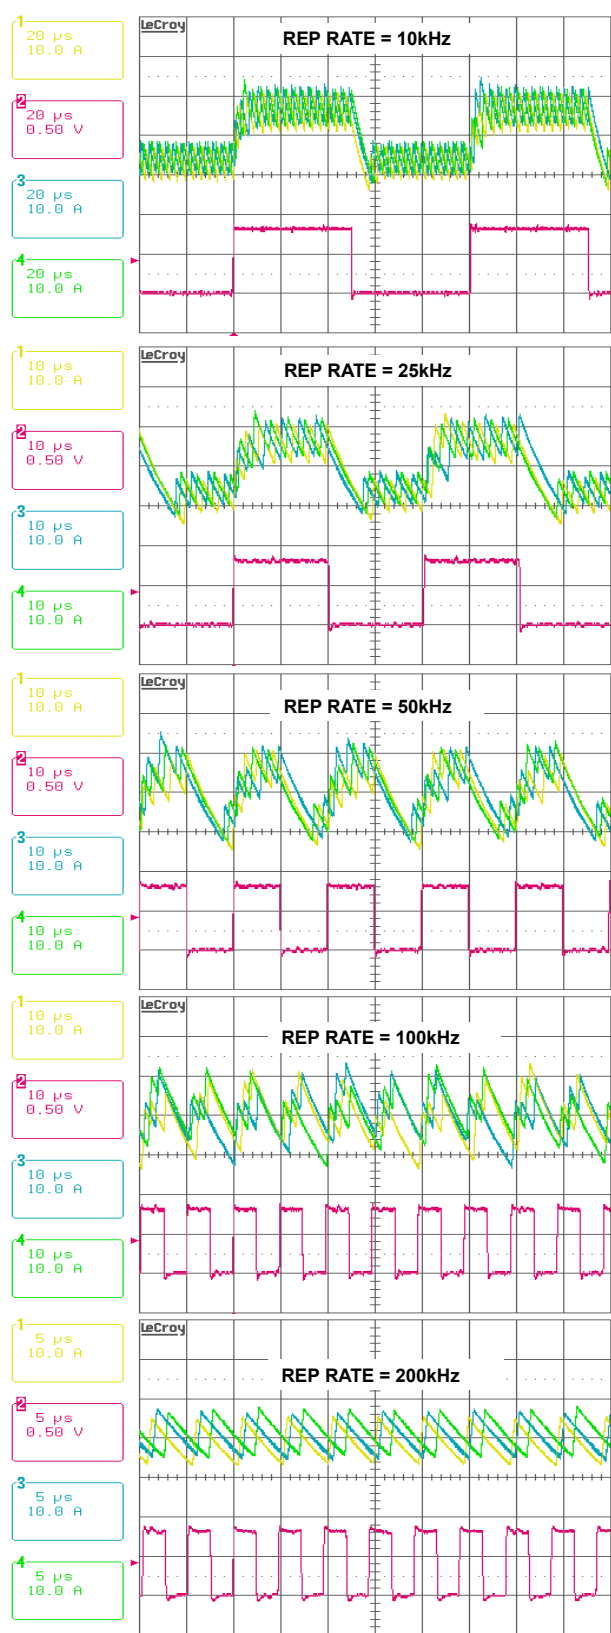 1
20 µs
10.0 A
2
20 µs
0.50 V
3
20 µs
10.0 A
4
20 µs
10.0 A
LeCroy
REP RATE = 10kHz
1
10 µs
10.0 A
2
10 µs
0.50 V
3
10 µs
10.0 A
4
10 µs
10.0 A
LeCroy
REP RATE = 25kHz
1
10 µs
10.0 A
2
10 µs
0.50 V
3
10 µs
10.0 A
4
10 µs
10.0 A
LeCroy
REP RATE = 50kHz
1
10 µs
10.0 A
2
10 µs
0.50 V
3
10 µs
10.0 A
4
10 µs
10.0 A
LeCroy
REP RATE = 100kHz
1
5 µs
10.0 A
2
5 µs
0.50 V
3
5 µs
10.0 A
4
5 µs
10.0 A
LeCroy
REP RATE = 200kHz